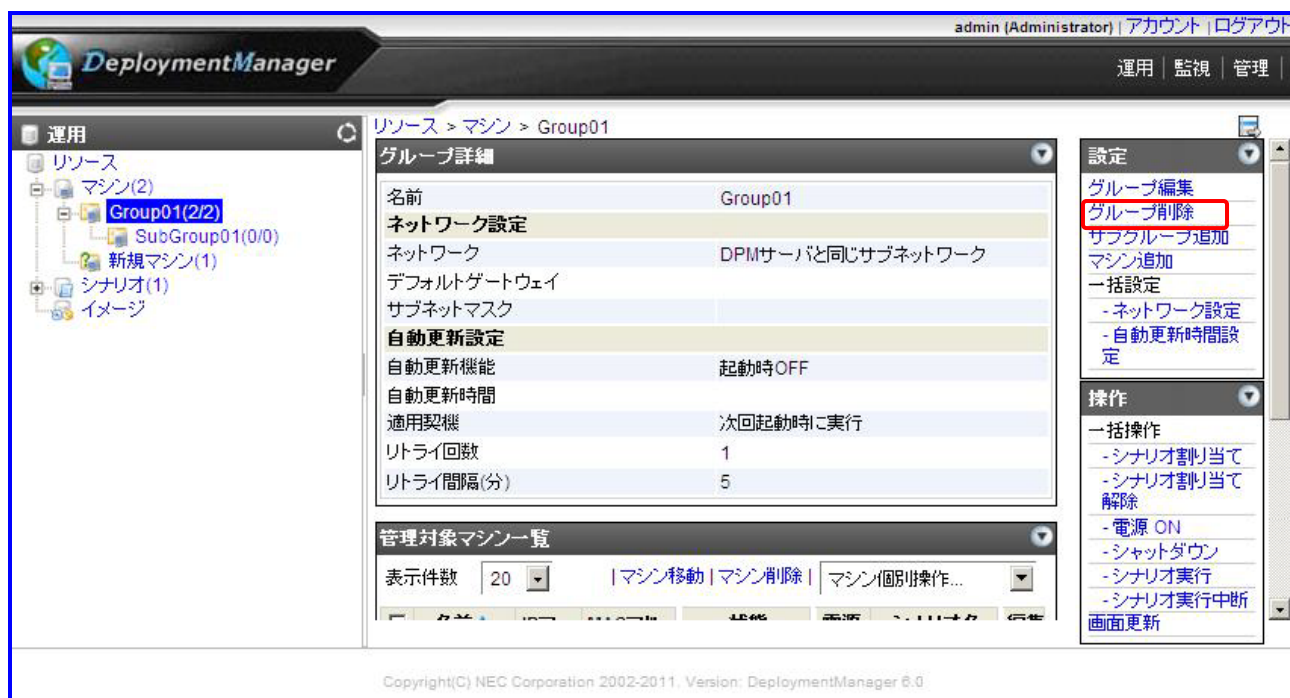 admin (Administrator) | アカウント | ログアウト
DeploymentManager
運用 | 監視 | 管理 |
運用
リソース
マシン(2)
Group01(2/2)
SubGroup01(0/0)
新規マシン(1)
シナリオ(1)
イメージ
リソース > マシン > Group01
グループ詳細
名前 Group01
ネットワーク設定
ネットワーク DPMサーバと同じサブネットワーク
デフォルトゲートウェイ
サブネットマスク
自動更新設定
自動更新機能 起動時OFF
自動更新時間
適用契機 次回起動時に実行
リトライ回数 1
リトライ間隔(分) 5
管理対象マシン一覧
表示件数 20 | マシン移動 | マシン削除 | マシン個別操作...
設定
グループ編集
グループ削除
サブグループ追加
マシン追加
一括設定
- ネットワーク設定
- 自動更新時間設
定
操作
一括操作
- シナリオ割り当て
- シナリオ割り当て
解除
- 電源 ON
- シャットダウン
- シナリオ実行
- シナリオ実行中断
画面更新
Copyright(C) NEC Corporation 2002-2011. Version: DeploymentManager 6.0